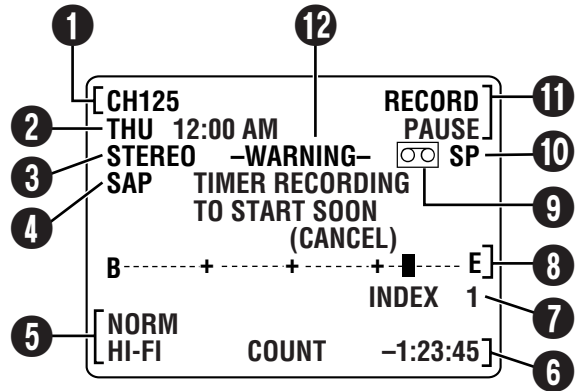 1 12
CH125 RECORD 11
2 THU 12:00 AM PAUSE
3 STEREO –WARNING– SP 10
4 SAP TIMER RECORDING 9
TO START SOON
(CANCEL)
B------+------+------+------E 8
INDEX 1 7
5 NORM
HI-FI COUNT –1:23:45 6